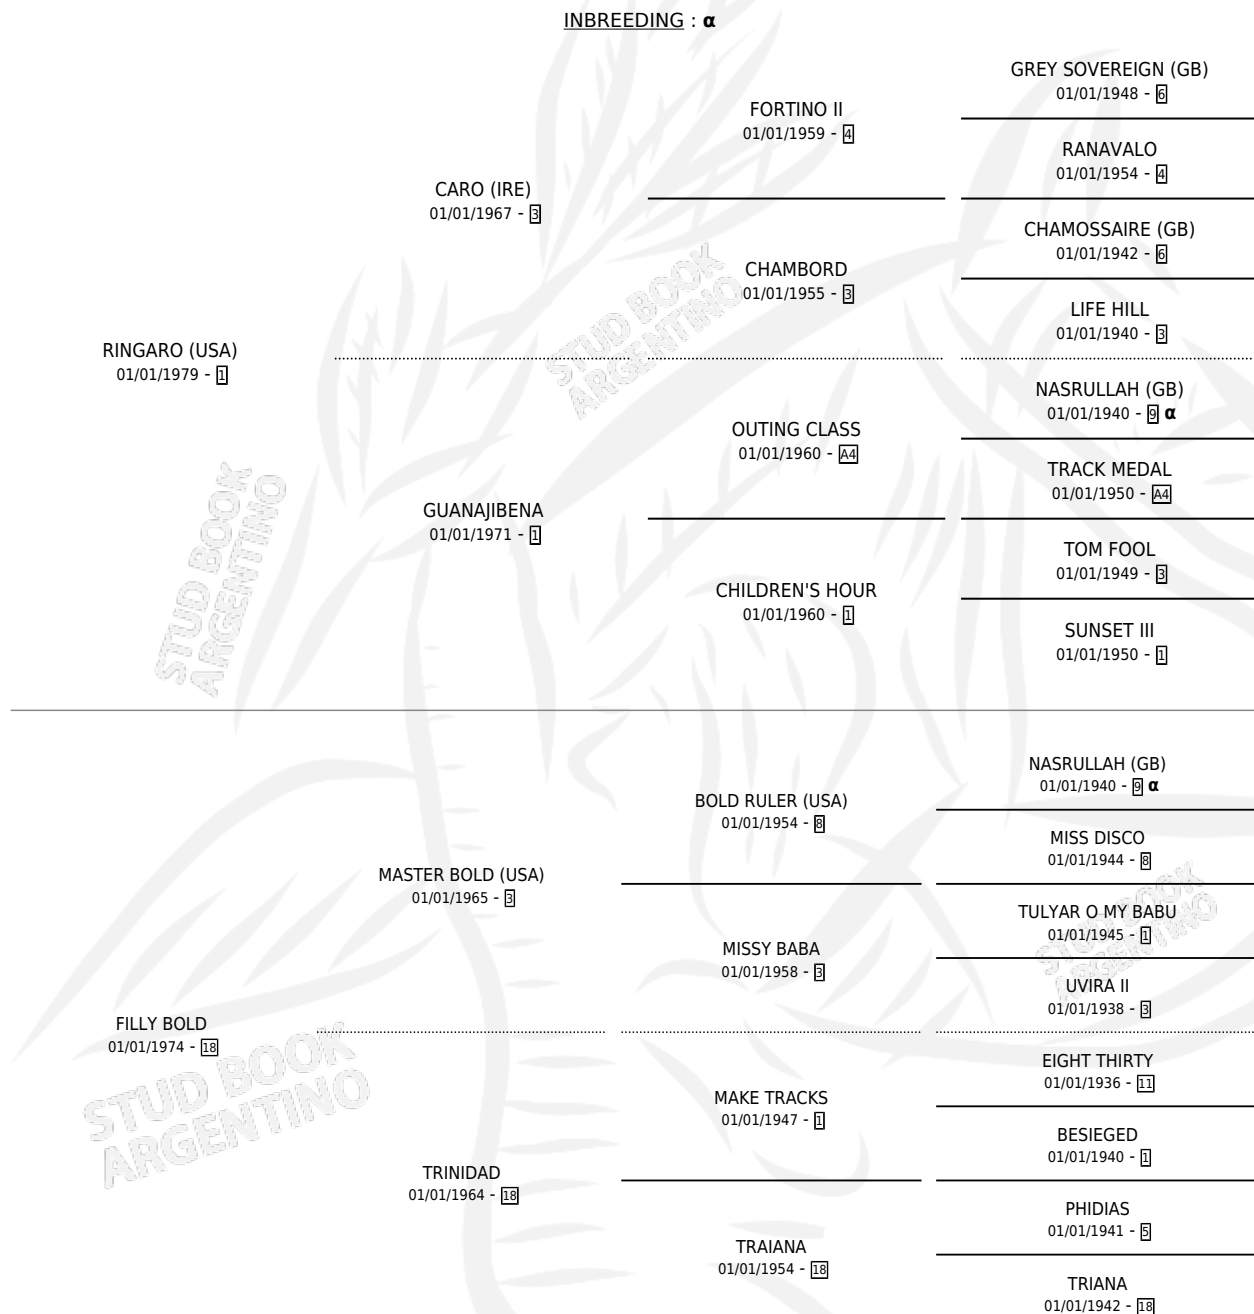 INBREEDING : α
GREY SOVEREIGN (GB)
01/01/1948 - 6
FORTINO II
01/01/1959 - 4
RANAVALO
01/01/1954 - 4
CARO (IRE)
01/01/1967 - 3
CHAMOSSAIRE (GB)
01/01/1942 - 6
CHAMBORD
01/01/1955 - 3
LIFE HILL
01/01/1940 - 3
RINGARO (USA)
01/01/1979 - 1
NASRULLAH (GB)
01/01/1940 - 9 α
OUTING CLASS
01/01/1960 - A4
TRACK MEDAL
01/01/1950 - A4
GUANAJIBENA
01/01/1971 - 1
TOM FOOL
01/01/1949 - 3
CHILDREN'S HOUR
01/01/1960 - 1
SUNSET III
01/01/1950 - 1
NASRULLAH (GB)
01/01/1940 - 9 α
BOLD RULER (USA)
01/01/1954 - 8
MISS DISCO
01/01/1944 - 8
MASTER BOLD (USA)
01/01/1965 - 3
TULYAR O MY BABU
01/01/1945 - 1
MISSY BABA
01/01/1958 - 3
UVIRA II
01/01/1938 - 3
FILLY BOLD
01/01/1974 - 18
EIGHT THIRTY
01/01/1936 - 11
MAKE TRACKS
01/01/1947 - 1
BESIEGED
01/01/1940 - 1
TRINIDAD
01/01/1964 - 18
PHIDIAS
01/01/1941 - 5
TRAIANA
01/01/1954 - 18
TRIANA
01/01/1942 - 18
STUD BOOK
ARGENTINO
STUD BOOK
ARGENTINO
STUD BOOK
ARGENTINO
STUD BOOK
ARGENTINO